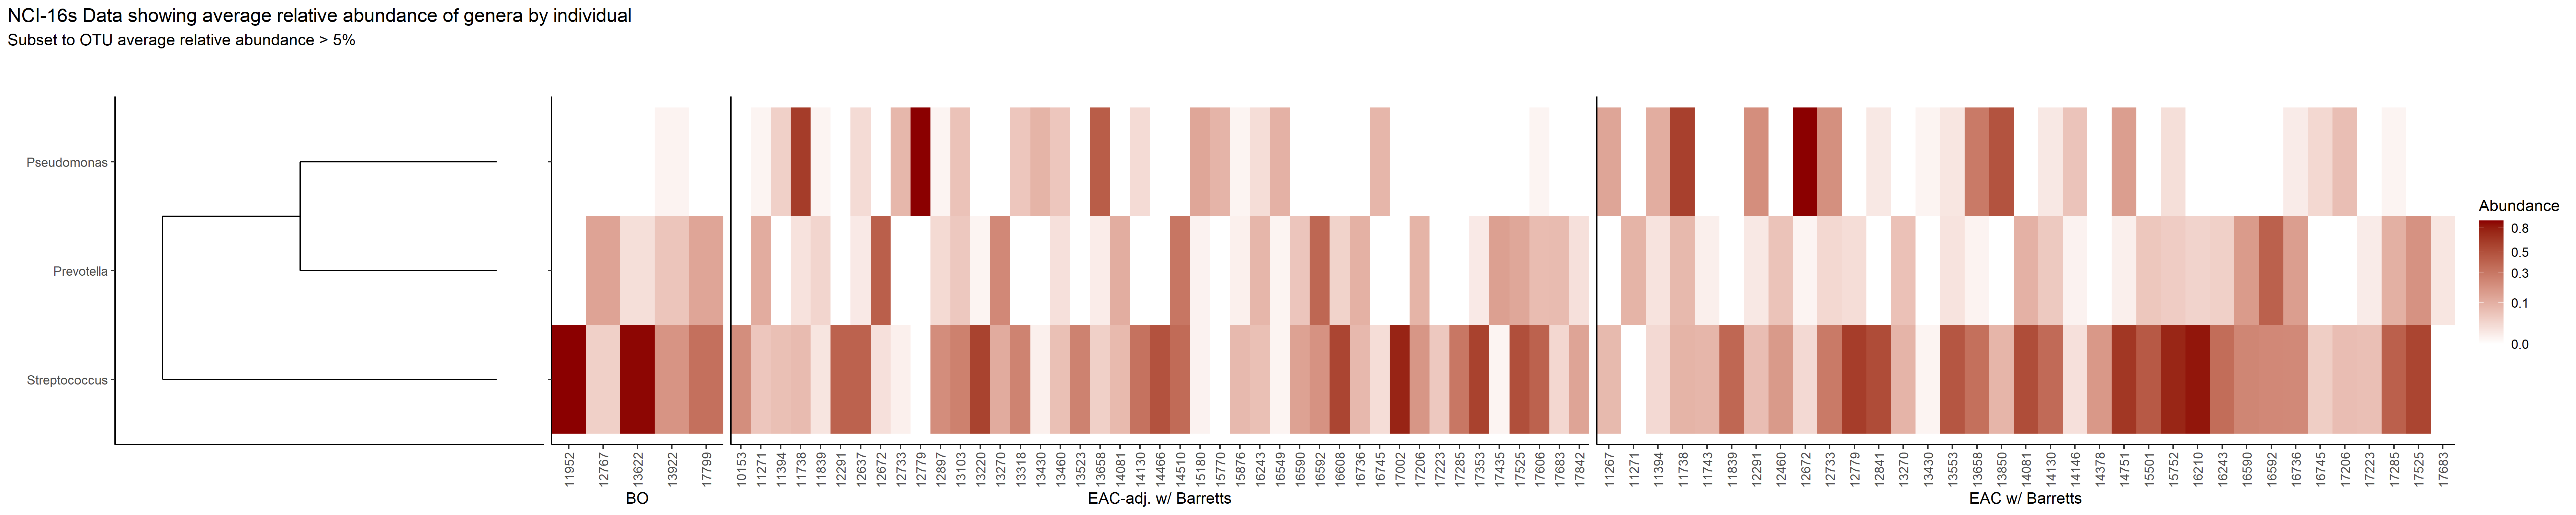 NCI-16s Data showing average relative abundance of genera by individual
Subset to OTU average relative abundance > 5%
Pseudomonas
Prevotella
Streptococcus
11952 12767 13622 13922 17799
BO
10153 11271 11394 11738 11839 12291 12637 12672 12733 12779 12897 13103 13220 13270 13318 13430 13460 13523 13658 14081 14130 14466 14510 15180 15770 15876 16243 16549 16590 16592 16608 16736 16745 17002 17206 17223 17285 17353 17435 17525 17606 17683 17842
EAC-adj. w/ Barretts
11267 11271 11394 11738 11743 11839 12291 12460 12672 12733 12779 12841 13270 13430 13553 13658 13850 14081 14130 14146 14378 14751 15501 15752 16210 16243 16590 16592 16736 16745 17206 17223 17285 17525 17683
EAC w/ Barretts
Abundance
0.8
0.5
0.3
0.1
0.0